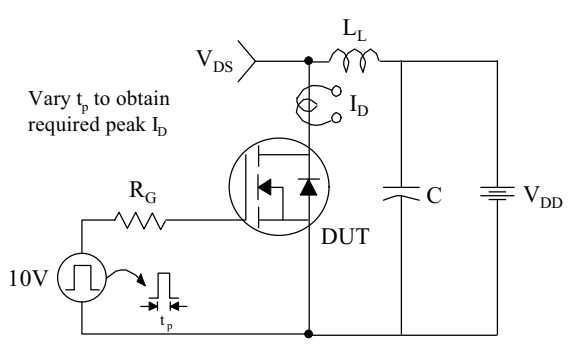 L_L
V_DS
Vary t_p to obtain
required peak I_D
I_D
R_G
C
V_DD
DUT
10V
t_p